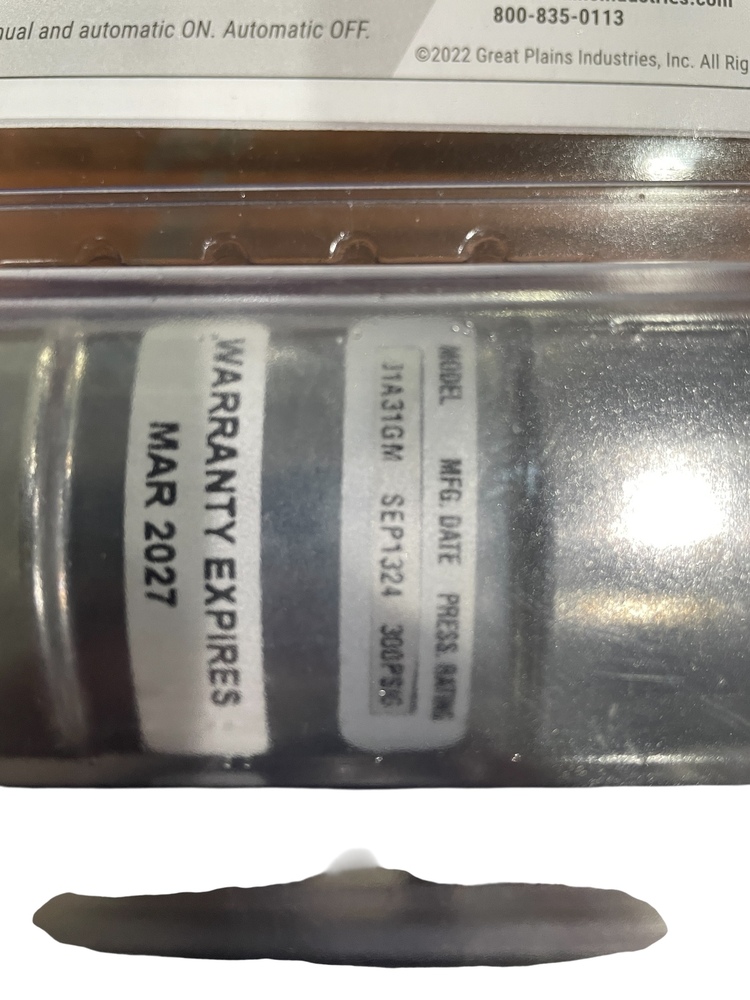 ual and automatic ON. Automatic OFF.
800-835-0113
©2022 Great Plains Industries, Inc. All
WARRANTY EXPIRES
MAR 2027
MODEL MFG. DATE PRESS. RATING
J1A31GM SEP1324 300PSIG